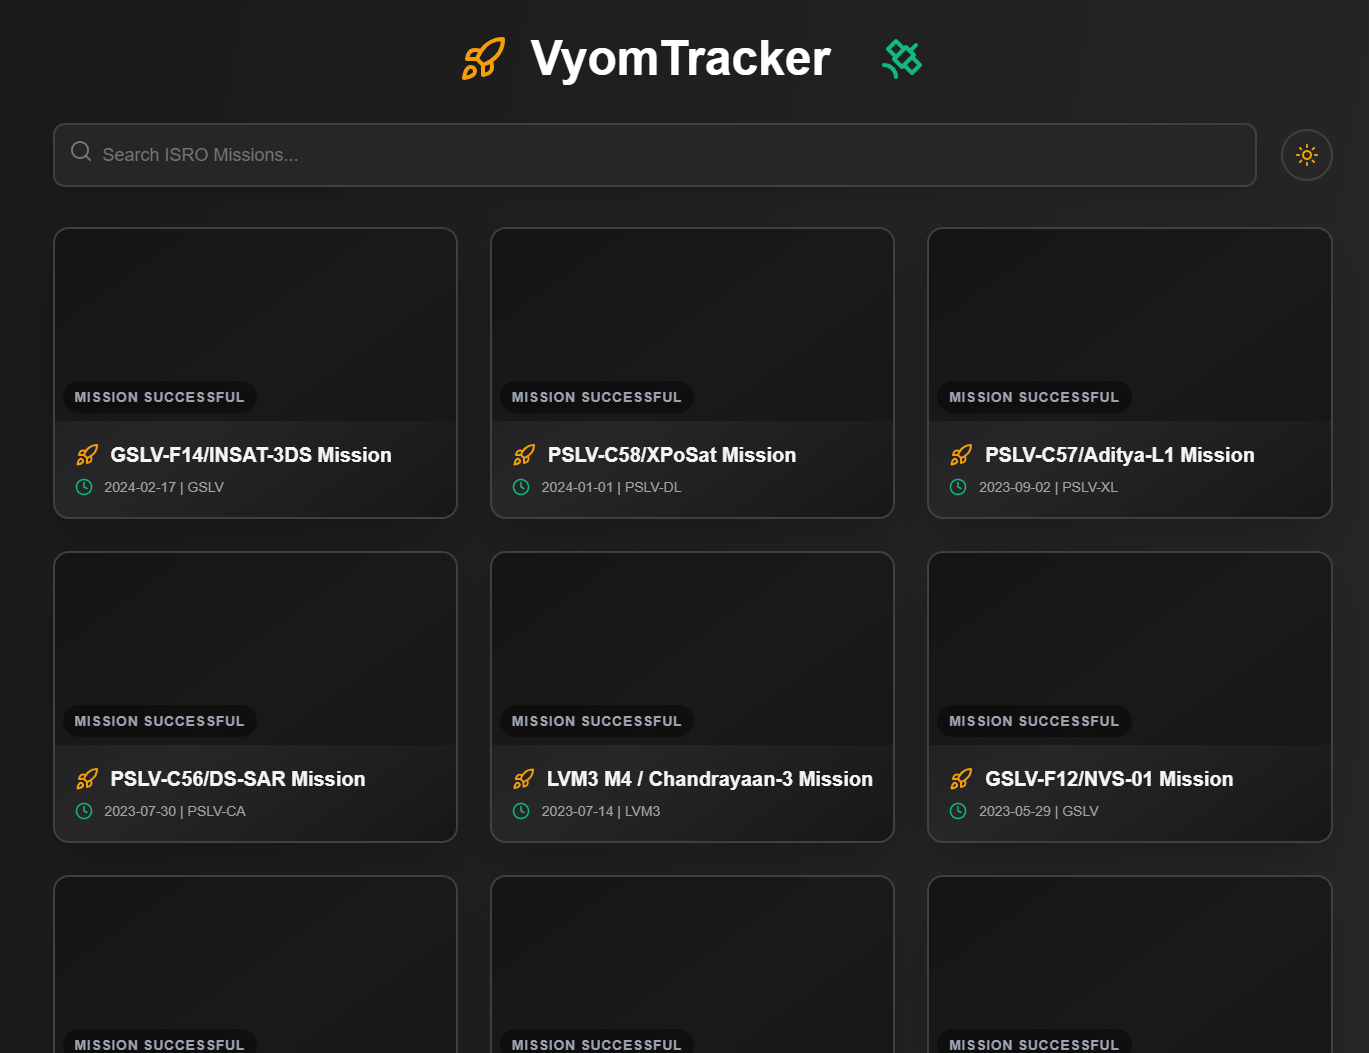 VyomTracker
Search ISRO Missions...
MISSION SUCCESSFUL
GSLV-F14/INSAT-3DS Mission
2024-02-17 | GSLV
MISSION SUCCESSFUL
PSLV-C58/XPoSat Mission
2024-01-01 | PSLV-DL
MISSION SUCCESSFUL
PSLV-C57/Aditya-L1 Mission
2023-09-02 | PSLV-XL
MISSION SUCCESSFUL
PSLV-C56/DS-SAR Mission
2023-07-30 | PSLV-CA
MISSION SUCCESSFUL
LVM3 M4 / Chandrayaan-3 Mission
2023-07-14 | LVM3
MISSION SUCCESSFUL
GSLV-F12/NVS-01 Mission
2023-05-29 | GSLV
MISSION SUCCESSFUL
MISSION SUCCESSFUL
MISSION SUCCESSFUL